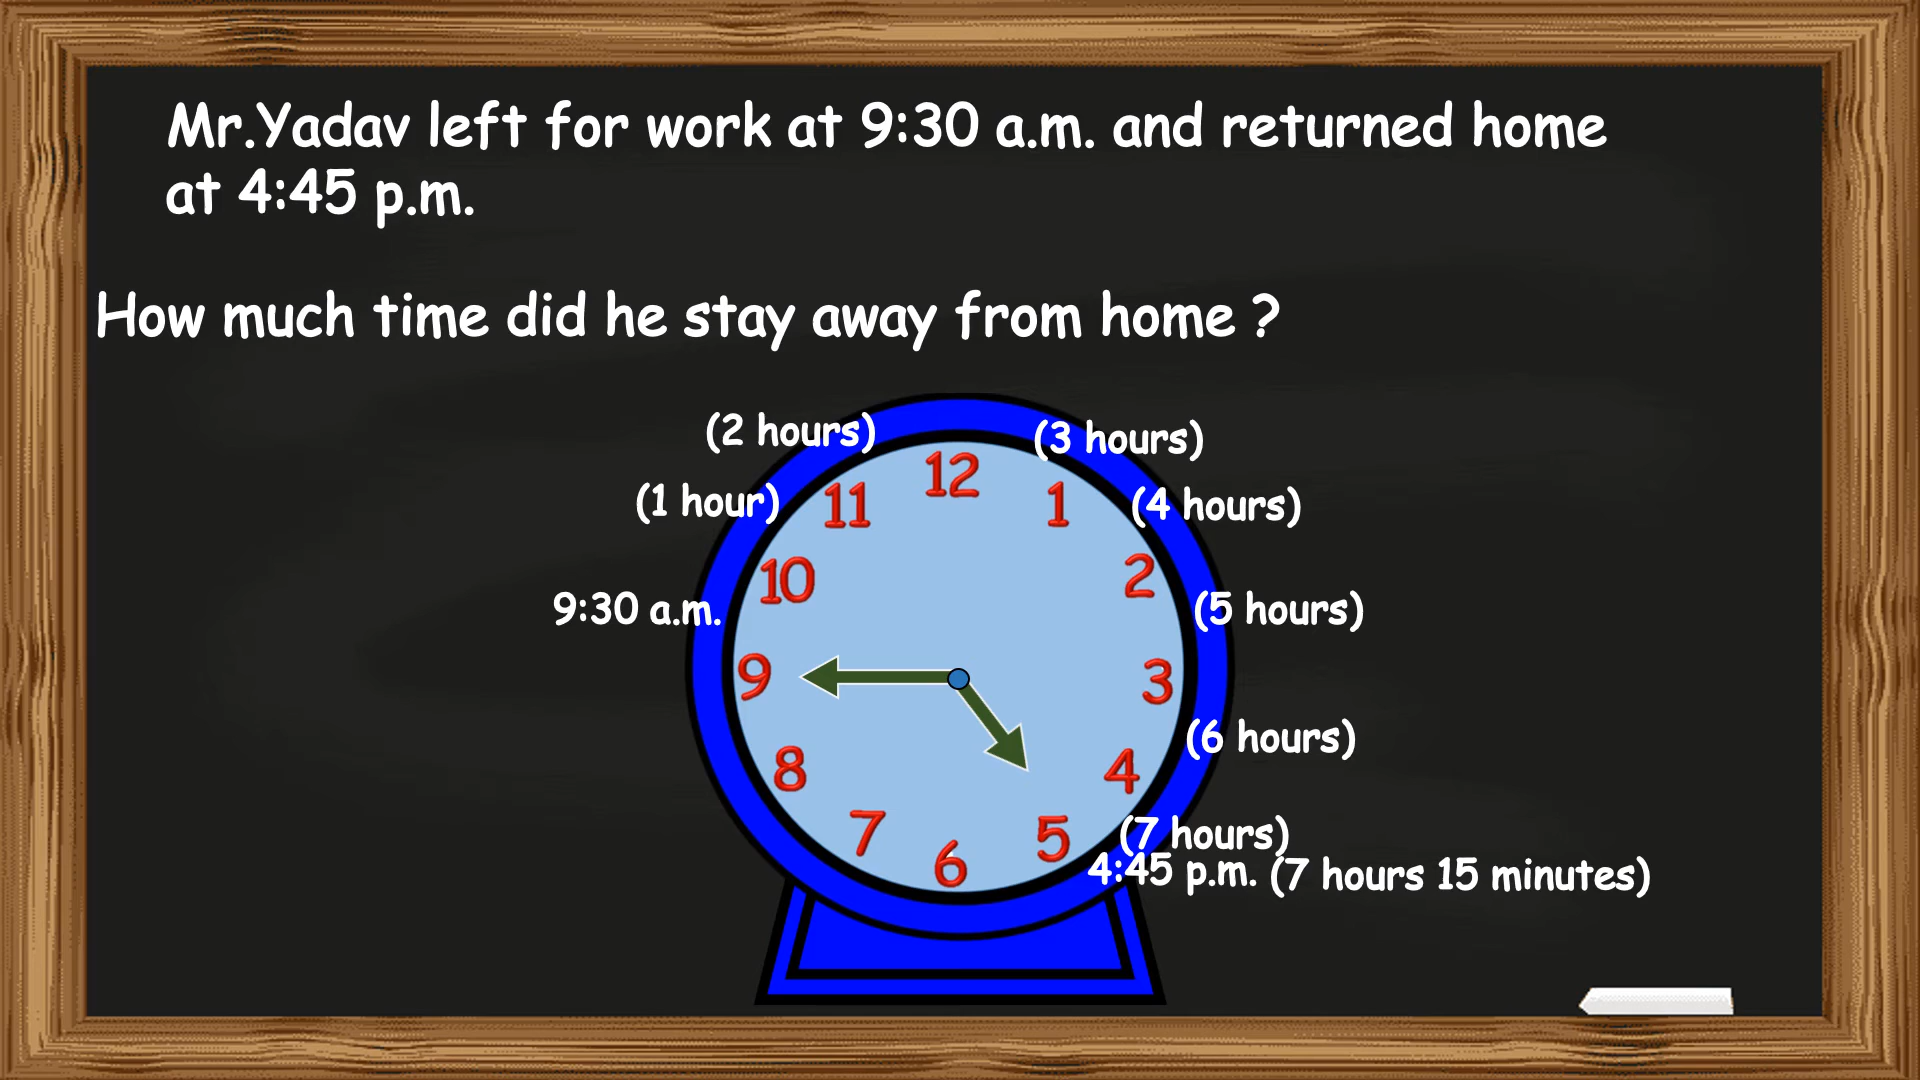 Mr.Yadav left for work at 9:30 a.m. and returned home
at 4:45 p.m.
How much time did he stay away from home ?
(2 hours)
(3 hours)
12
(1 hour)
11
1
(4 hours)
10
2
9:30 a.m.
(5 hours)
9
3
(6 hours)
8
4
7
5
(7 hours)
6
4:45 p.m. (7 hours 15 minutes)